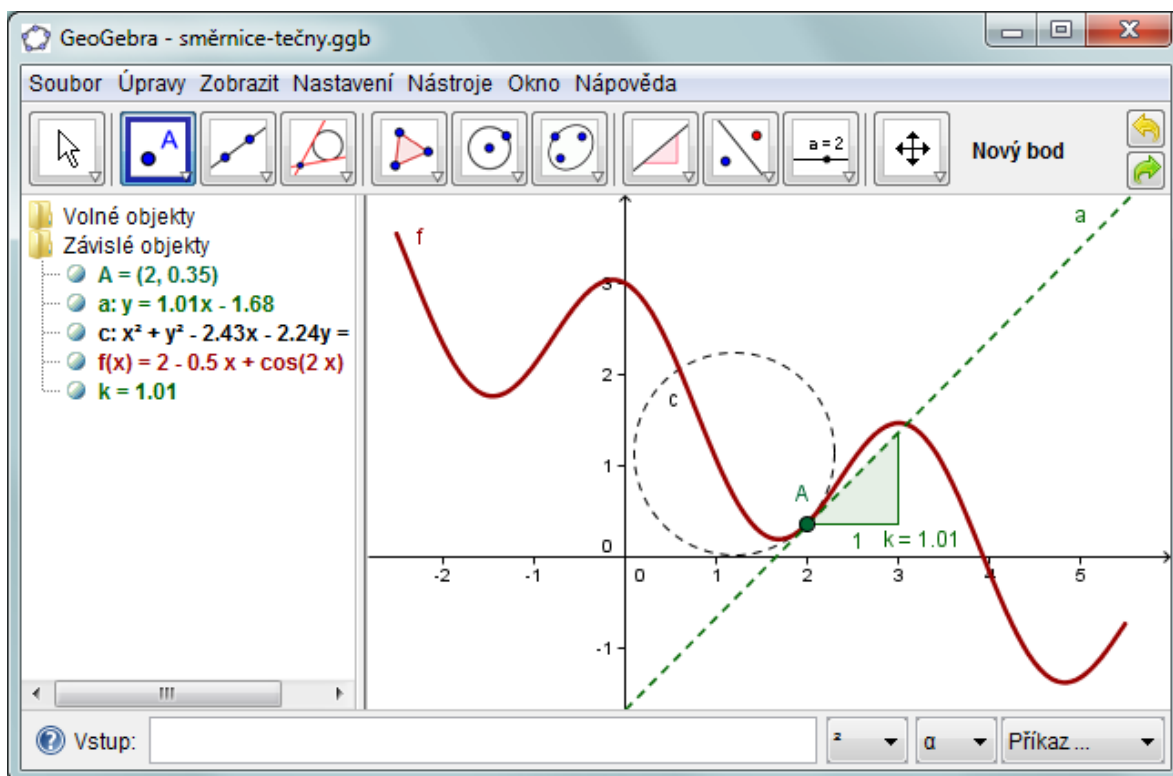 GeoGebra - směrnice-tečny.ggb
Soubor Úpravy Zobrazit Nastavení Nástroje Okno Nápověda
A
a = 2
Nový bod
Volné objekty
Závislé objekty
A = (2, 0.35)
a: y = 1.01x - 1.68
c: x² + y² - 2.43x - 2.24y =
f(x) = 2 - 0.5 x + cos(2 x)
k = 1.01
f
a
3
2
c
1
A
1 k = 1.01
0
-2 -1 0 1 2 3 4 5
-1
Vstup:
²
α
Příkaz ...